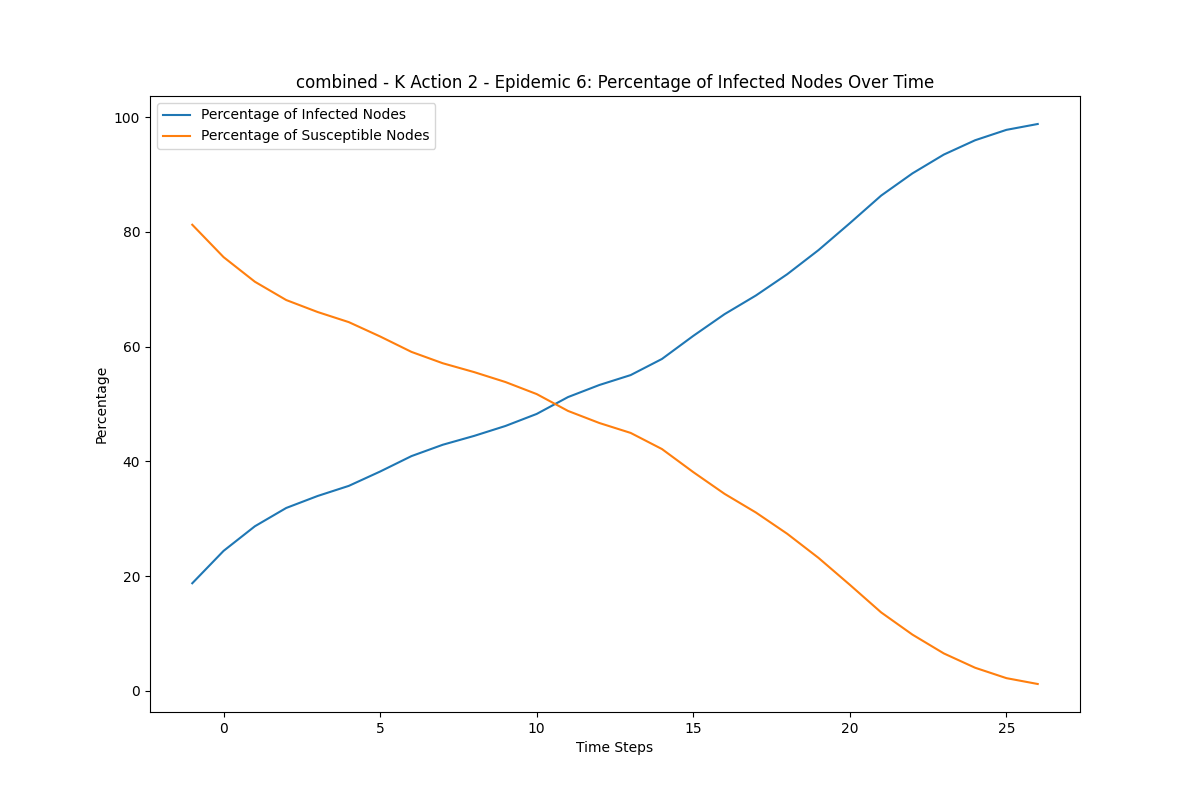 combined - K Action 2 - Epidemic 6: Percentage of Infected Nodes Over Time
Percentage of Infected Nodes
Percentage of Susceptible Nodes
100
80
60
40
20
0
Percentage
0 5 10 15 20 25
Time Steps